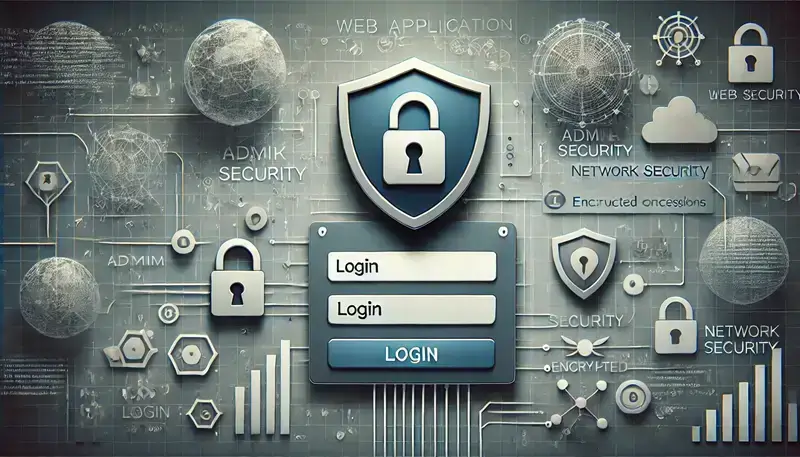 WEB APPLICATION
WEB SECURITY
ADMIK
SECURITY
ADMIE
SECURITY
NETWORK SECURITY
Encructed oncessions
ADMIM
Login
Login
LOGIN
SECURITY
ENCRYPTED
NETWORK
SECURITY
LOGIN